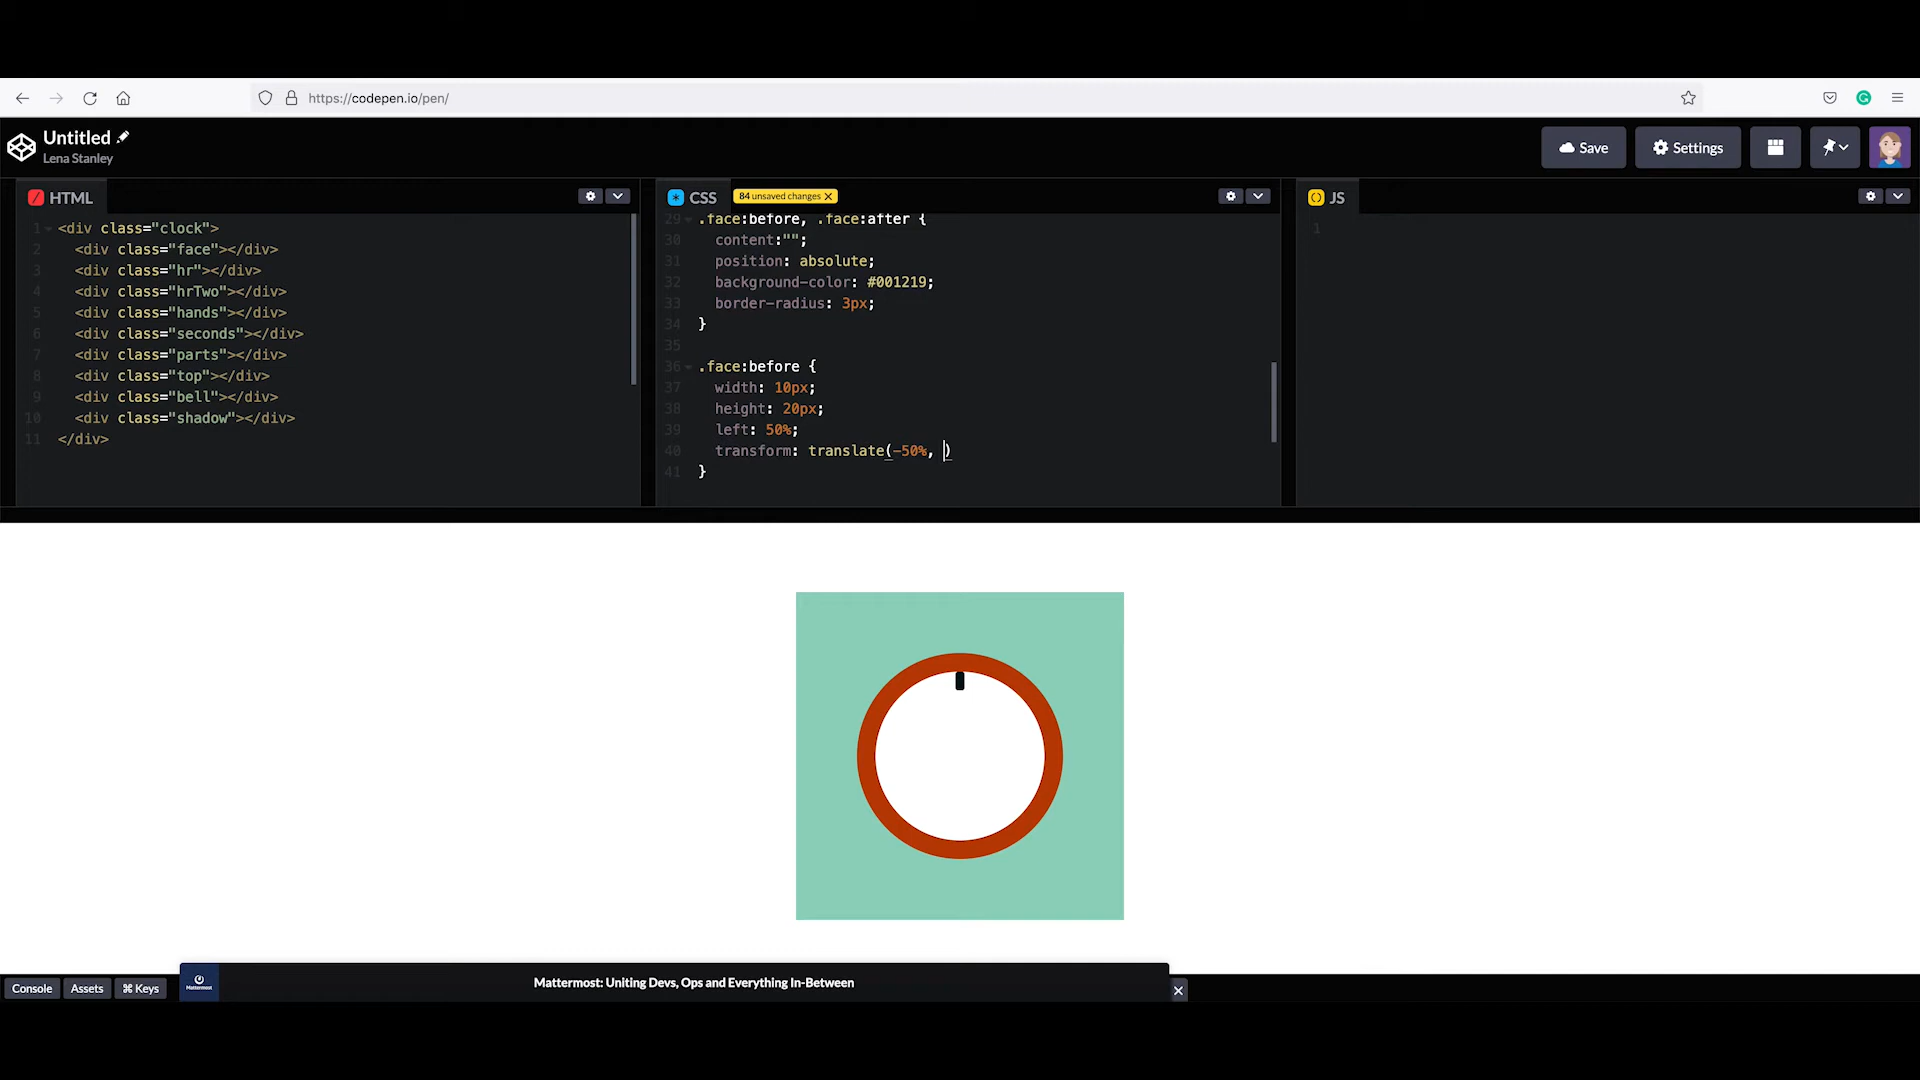 https://codepen.io/pen/
Untitled
Lena Stanley
Save
Settings
HTML
1 <div class="clock">
2 <div class="face"></div>
3 <div class="hr"></div>
4 <div class="hrTwo"></div>
5 <div class="hands"></div>
6 <div class="seconds"></div>
7 <div class="parts"></div>
8 <div class="top"></div>
9 <div class="bell"></div>
10 <div class="shadow"></div>
11 </div>
CSS
84 unsaved changes X
29 .face:before, .face:after {
30 content:"";
31 position: absolute;
32 background-color: #001219;
33 border-radius: 3px;
34 }
35
36 .face:before {
37 width: 10px;
38 height: 20px;
39 left: 50%;
40 transform: translate(-50%, )
41 }
JS
1
Console
Assets
⌘ Keys
Mattermost
Mattermost: Uniting Devs, Ops and Everything In-Between